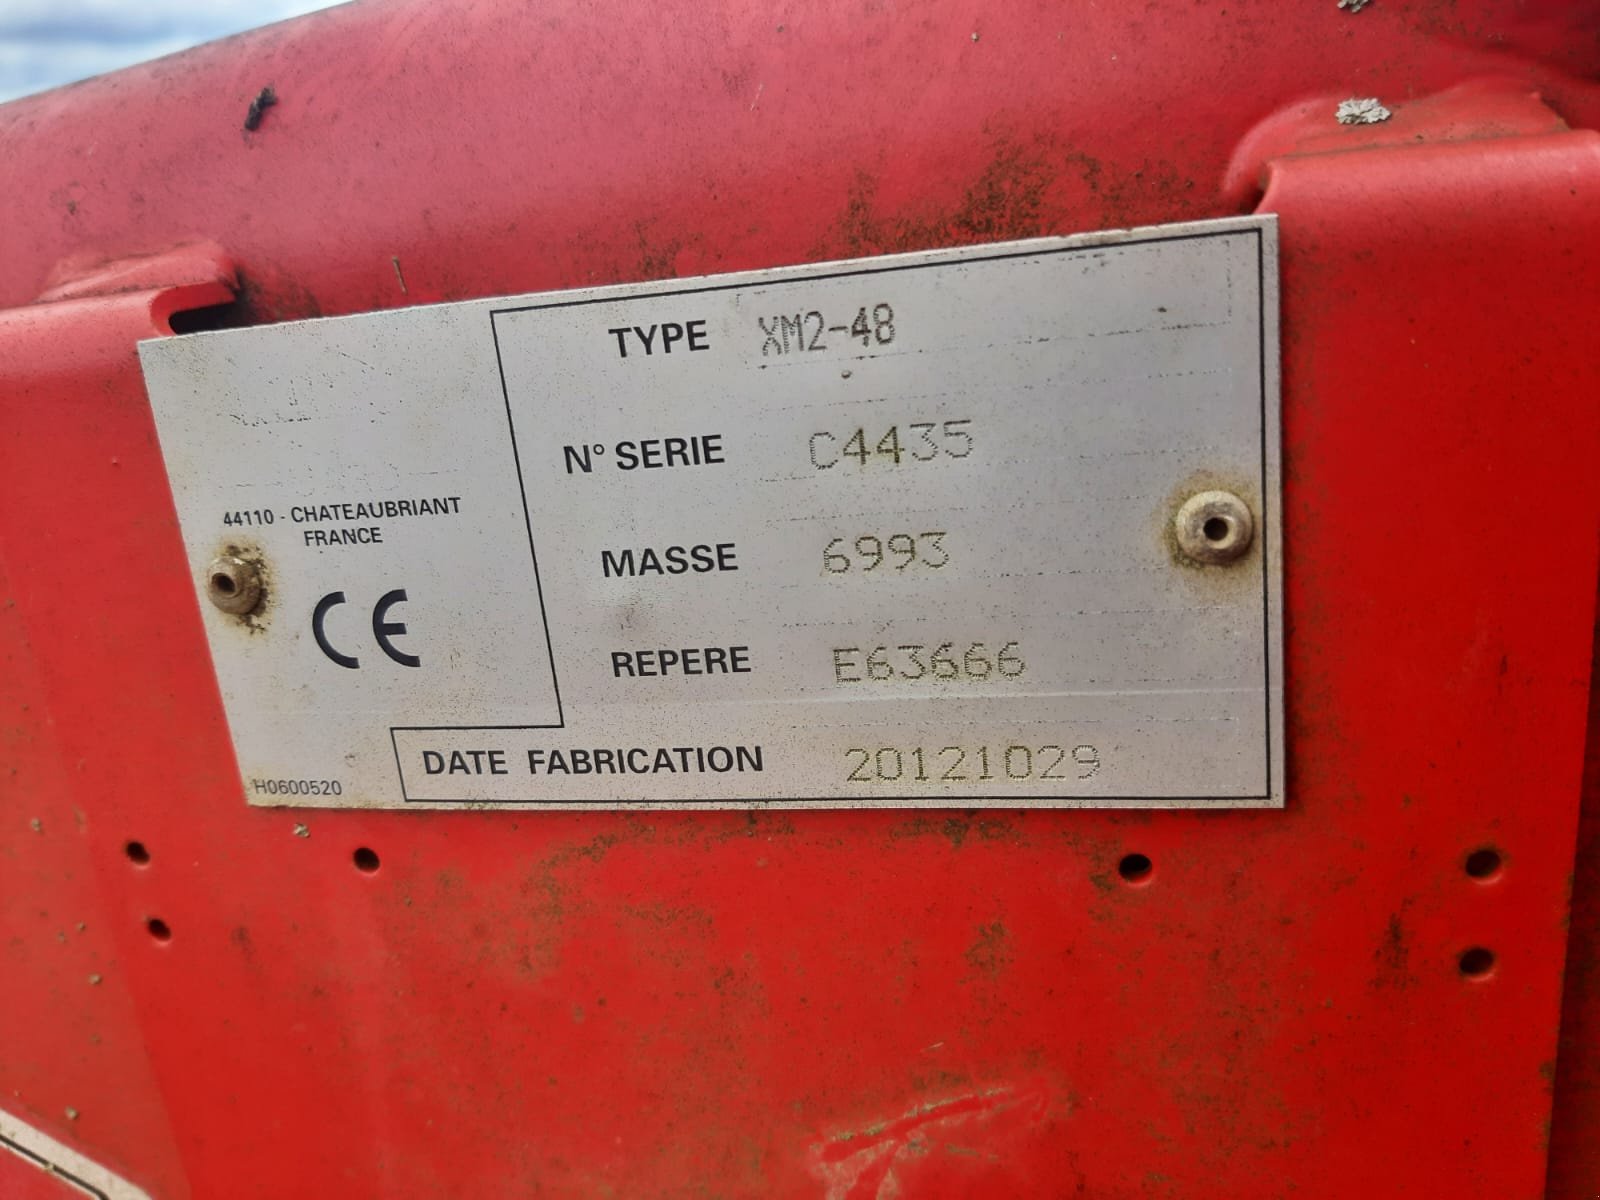 TYPE XM2-48
N° SERIE C4435
44110 - CHATEAUBRIANT
FRANCE
MASSE 6993
CE
REPERE E63666
DATE FABRICATION 20121029
H0600520